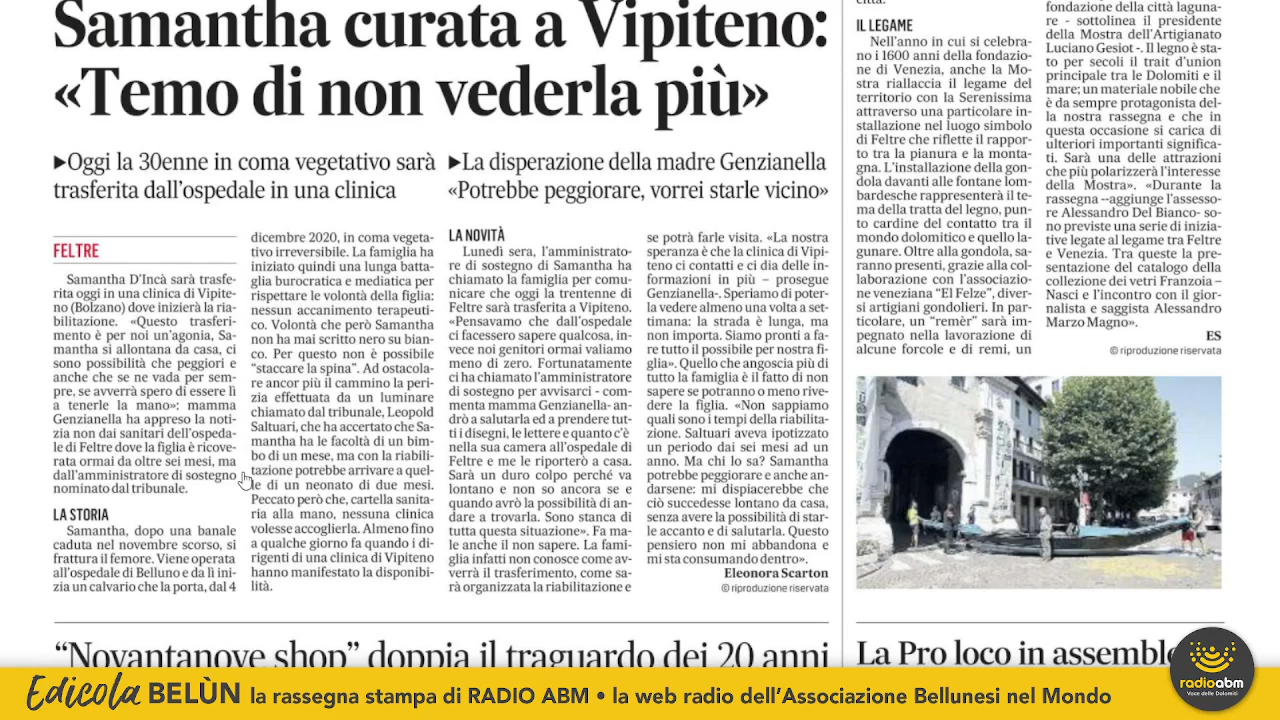 Samantha curata a Vipiteno:
«Temo di non vederla più»
▶Oggi la 30enne in coma vegetativo sarà
trasferita dall'ospedale in una clinica
▶La disperazione della madre Genzianella
«Potrebbe peggiorare, vorrei starle vicino»
FELTRE
Samantha D'Incà sarà trasfe-
rita oggi in una clinica di Vipite-
no (Bolzano) dove inizierà la ria-
bilitazione. «Questo trasferi-
mento è per noi un'agonia, Sa-
mantha si allontana da casa, ci
sono possibilità che peggiori e
anche che se ne vada per sem-
pre, se avverrà spero di essere lì
a tenerle la mano»: mamma
Genzianella ha appreso la noti-
zia non dai sanitari dell'ospeda-
le di Feltre dove la figlia è ricove-
rata ormai da oltre sei mesi, ma
dall'amministratore di sostegno
nominato dal tribunale.
LA STORIA
Samantha, dopo una banale
caduta nel novembre scorso, si
frattura il femore. Viene operata
all'ospedale di Belluno e da lì ini-
zia un calvario che la porta, dal 4
dicembre 2020, in coma vegeta-
tivo irreversibile. La famiglia ha
iniziato quindi una lunga batta-
glia burocratica e mediatica per
rispettare le volontà della figlia:
nessun accanimento terapeuti-
co. Volontà che però Samantha
non ha mai scritto nero su bian-
co. Per questo non è possibile
"staccare la spina". Ad ostacola-
re ancor più il cammino la peri-
zia effettuata da un luminare
chiamato dal tribunale, Leopold
Saltuari, che ha accertato che Sa-
mantha ha le facoltà di un bim-
bo di un mese, ma con la riabili-
tazione potrebbe arrivare a quel-
le di un neonato di due mesi.
Peccato però che, cartella sanita-
ria alla mano, nessuna clinica
volesse accoglierla. Almeno fino
a qualche giorno fa quando i di-
rigenti di una clinica di Vipiteno
hanno manifestato la disponibi-
lità.
LA NOVITÀ
Lunedì sera, l'amministrato-
re di sostegno di Samantha ha
chiamato la famiglia per comu-
nicare che oggi la trentenne di
Feltre sarà trasferita a Vipiteno.
«Pensavamo che dall'ospedale
ci facessero sapere qualcosa, in-
vece noi genitori ormai valiamo
meno di zero. Fortunatamente
ci ha chiamato l'amministratore
di sostegno per avvisarci - com-
menta mamma Genzianella- an-
drò a salutarla ed a prendere tut-
ti i disegni, le lettere e quanto c'è
nella sua camera all'ospedale di
Feltre e me le riporterò a casa.
Sarà un duro colpo perché va
lontano e non so ancora se e
quando avrò la possibilità di an-
dare a trovarla. Sono stanca di
tutta questa situazione». Fa ma-
le anche il non sapere. La fami-
glia infatti non conosce come av-
verrà il trasferimento, come sa-
rà organizzata la riabilitazione e
se potrà farle visita. «La nostra
speranza è che la clinica di Vipi-
teno ci contatti e ci dia delle in-
formazioni in più – prosegue
Genzianella-. Speriamo di poter-
la vedere almeno una volta a set-
timana: la strada è lunga, ma
non importa. Siamo pronti a fa-
re tutto il possibile per nostra fi-
glia». Quello che angoscia più di
tutto la famiglia è il fatto di non
sapere se potranno o meno rive-
dere la figlia. «Non sappiamo
quali sono i tempi della riabilita-
zione. Saltuari aveva ipotizzato
un periodo dai sei mesi ad un
anno. Ma chi lo sa? Samantha
potrebbe peggiorare e anche an-
darsene: mi dispiacerebbe che
ciò succedesse lontano da casa,
senza avere la possibilità di star-
le accanto e di salutarla. Questo
pensiero non mi abbandona e
mi sta consumando dentro».
Eleonora Scarton
© riproduzione riservata
IL LEGAME
Nell'anno in cui si celebra-
no i 1600 anni della fondazio-
ne di Venezia, anche la Mo-
stra riallaccia il legame del
territorio con la Serenissima
attraverso una particolare in-
stallazione nel luogo simbolo
di Feltre che riflette il rappor-
to tra la pianura e la monta-
gna. L'installazione della gon-
dola davanti alle fontane lom-
bardesche rappresenterà il te-
ma della tratta del legno, pun-
to cardine del contatto tra il
mondo dolomitico e quello la-
gunare. Oltre alla gondola, sa-
ranno presenti, grazie alla col-
laborazione con l'associazio-
ne veneziana "El Felze", diver-
si artigiani gondolieri. In par-
ticolare, un "remèr" sarà im-
pegnato nella lavorazione di
alcune forcole e di remi, un
fondazione della città laguna-
re - sottolinea il presidente
della Mostra dell'Artigianato
Luciano Gesiot -. Il legno è sta-
to per secoli il trait d'union
principale tra le Dolomiti e il
mare; un materiale nobile che
è da sempre protagonista del-
la nostra rassegna e che in
questa occasione si carica di
ulteriori importanti significa-
ti. Sarà una delle attrazioni
che più polarizzerà l'interesse
della Mostra». «Durante la
rassegna --aggiunge l'assesso-
re Alessandro Del Bianco- so-
no previste una serie di inizia-
tive legate al legame tra Feltre
e Venezia. Tra queste la pre-
sentazione del catalogo della
collezione dei vetri Franzoia –
Nasci e l'incontro con il gior-
nalista e saggista Alessandro
Marzo Magno».
ES
© riproduzione riservata
"Novantanove shop" doppia il traguardo dei 20 anni
La Pro loco in assemble
Edicola BELÙN la rassegna stampa di RADIO ABM • la web radio dell'Associazione Bellunesi nel Mondo
radioabm
Voce delle Dolomiti